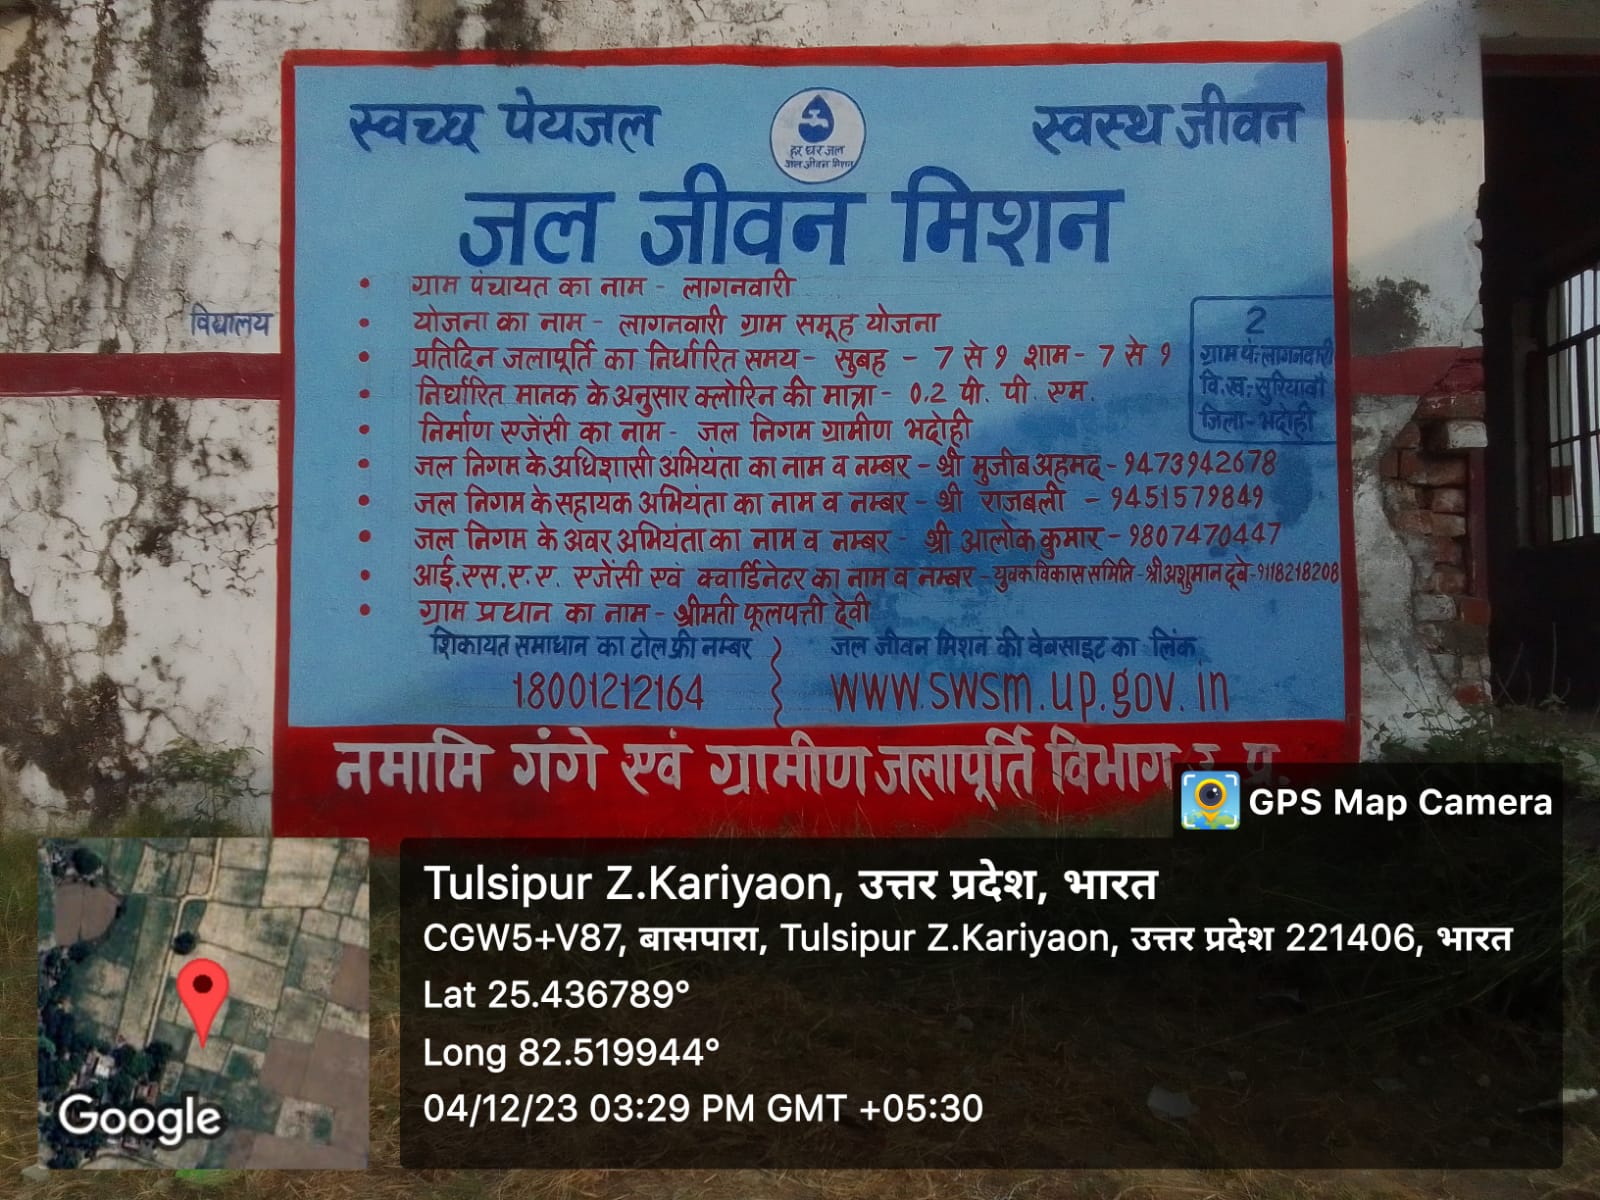 स्वच्छ पेयजल
हर घर जल
जल जीवन मिशन
स्वस्थ जीवन
जल जीवन मिशन
• ग्राम पंचायत का नाम - लागनवारी
• योजना का नाम - लागनवारी ग्राम समूह योजना
• प्रतिदिन जलापूर्ति का निर्धारित समय - सुबह - 7 से 9 शाम - 7 से 9
• निर्धारित मानक के अनुसार क्लोरिन की मात्रा - 0.2 पी. पी. एम.
• निर्माण एजेंसी का नाम - जल निगम ग्रामीण भदोही
• जल निगम के अधिशासी अभियंता का नाम व नम्बर - श्री मुजीब अहमद - 9473942678
• जल निगम के सहायक अभियंता का नाम व नम्बर - श्री राजबली - 9451579849
• जल निगम के अवर अभियंता का नाम व नम्बर - श्री आलोक कुमार - 9807470447
• आई.एस.ए.ए. एजेंसी एवं क्वार्डिनेटर का नाम व नम्बर - युवक विकास समिति - श्री अशुमान दूबे - 9118218208
• ग्राम प्रधान का नाम - श्रीमती फूलपत्ती देवी
2
ग्राम पं: लागनवारी
वि.ख. सुरियावाँ
जिला - भदोही
विद्यालय
शिकायत समाधान का टोल फ्री नम्बर
18001212164
जल जीवन मिशन की वेबसाइट का लिंक
www.swsm.up.gov.in
नमामि गंगे एवं ग्रामीण जलापूर्ति विभाग उ. प्र.
GPS Map Camera
Tulsipur Z.Kariyaon, उत्तर प्रदेश, भारत
CGW5+V87, बासपारा, Tulsipur Z.Kariyaon, उत्तर प्रदेश 221406, भारत
Lat 25.436789°
Long 82.519944°
04/12/23 03:29 PM GMT +05:30
Google